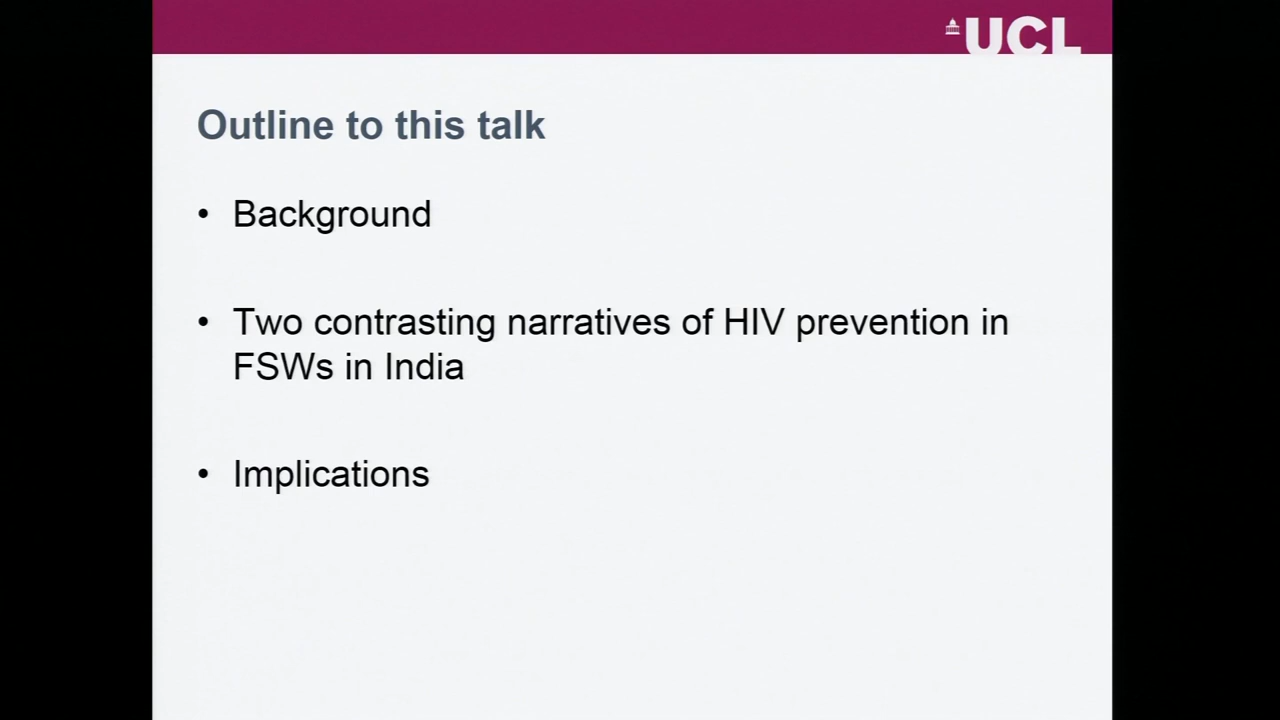 UCL
Outline to this talk
• Background
• Two contrasting narratives of HIV prevention in
FSWs in India
• Implications